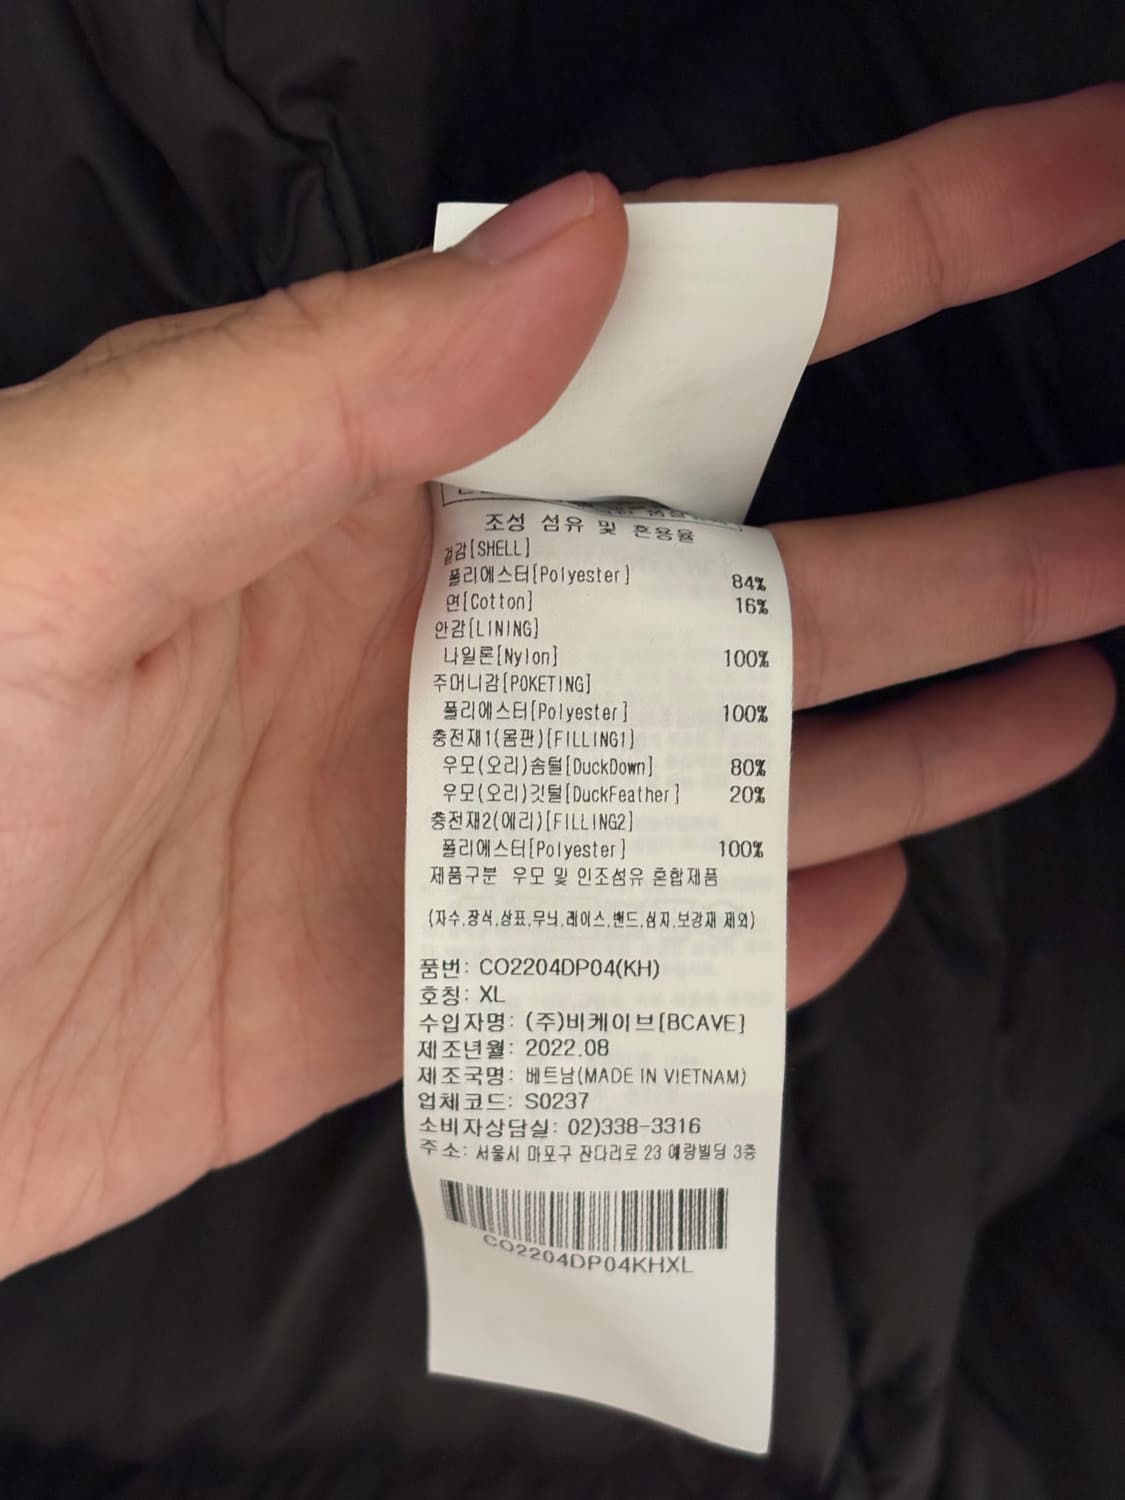 조성 섬유 및 혼용율
겉감[SHELL]
폴리에스터[Polyester] 84%
면[Cotton] 16%
안감[LINING]
나일론[Nylon] 100%
주머니감[POKETING]
폴리에스터[Polyester] 100%
충전재1(몸판)[FILLING1]
우모(오리)솜털[DuckDown] 80%
우모(오리)깃털[DuckFeather] 20%
충전재2(에리)[FILLING2]
폴리에스터[Polyester] 100%
제품구분 우모 및 인조섬유 혼합제품
(자수,장식,상표,무늬,레이스,밴드,심지,보강재 제외)
품번: CO2204DP04(KH)
호칭: XL
수입자명: (주)비케이브[BCAVE]
제조년월: 2022.08
제조국명: 베트남(MADE IN VIETNAM)
업체코드: S0237
소비자상담실: 02)338-3316
주소: 서울시 마포구 잔다리로 23 예랑빌딩 3층
CO2204DP04KHXL